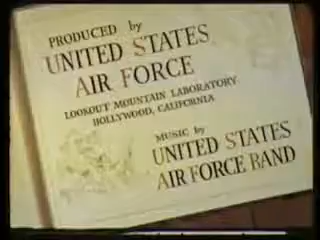 PRODUCED by
UNITED STATES
AIR FORCE
LOOKOUT MOUNTAIN LABORATORY
HOLLYWOOD, CALIFORNIA
MUSIC by
UNITED STATES
AIR FORCE BAND